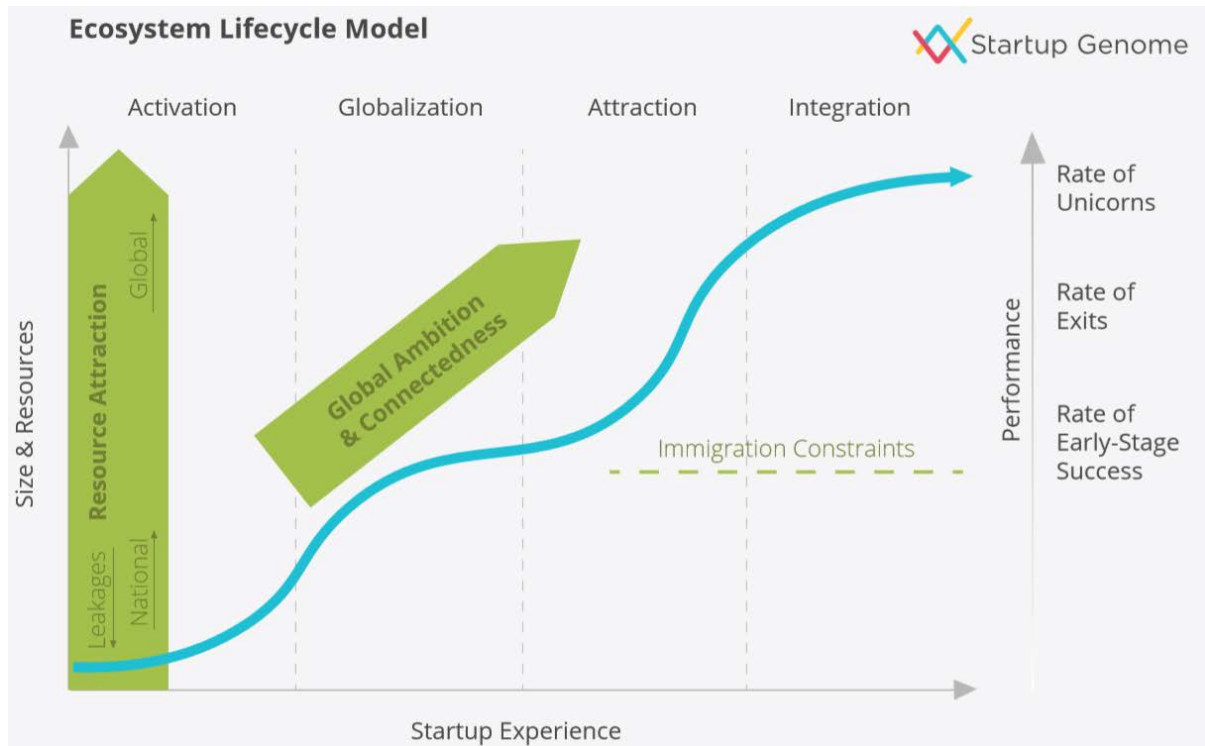 Ecosystem Lifecycle Model
Startup Genome
Activation
Globalization
Attraction
Integration
Size & Resources
Resource Attraction
Global
Leakages
National
Global Ambition
& Connectedness
Immigration Constraints
Performance
Rate of
Unicorns
Rate of
Exits
Rate of
Early-Stage
Success
Startup Experience